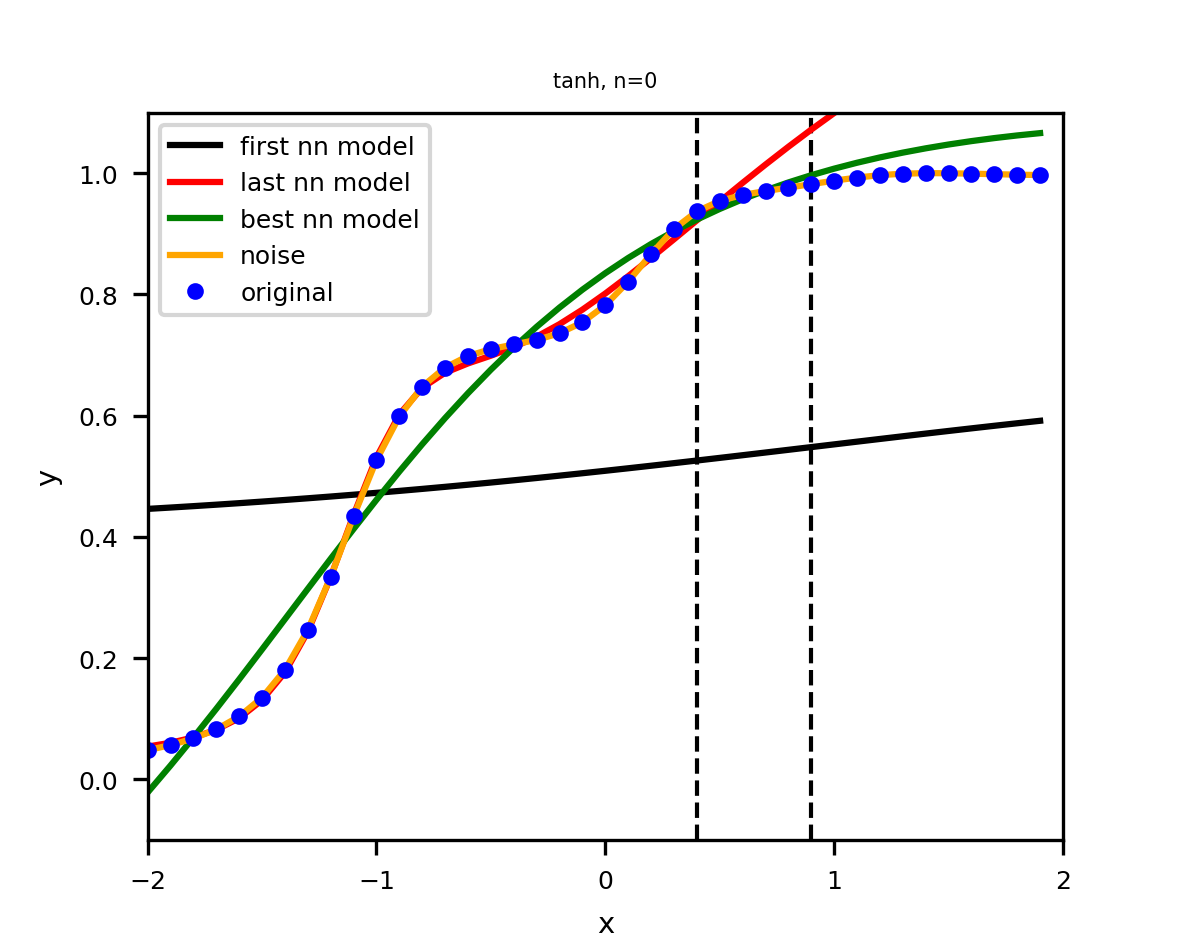 tanh, n=0
first nn model
last nn model
best nn model
noise
original
1.0
0.8
0.6
0.4
0.2
0.0
y
−2
−1
0
1
2
x